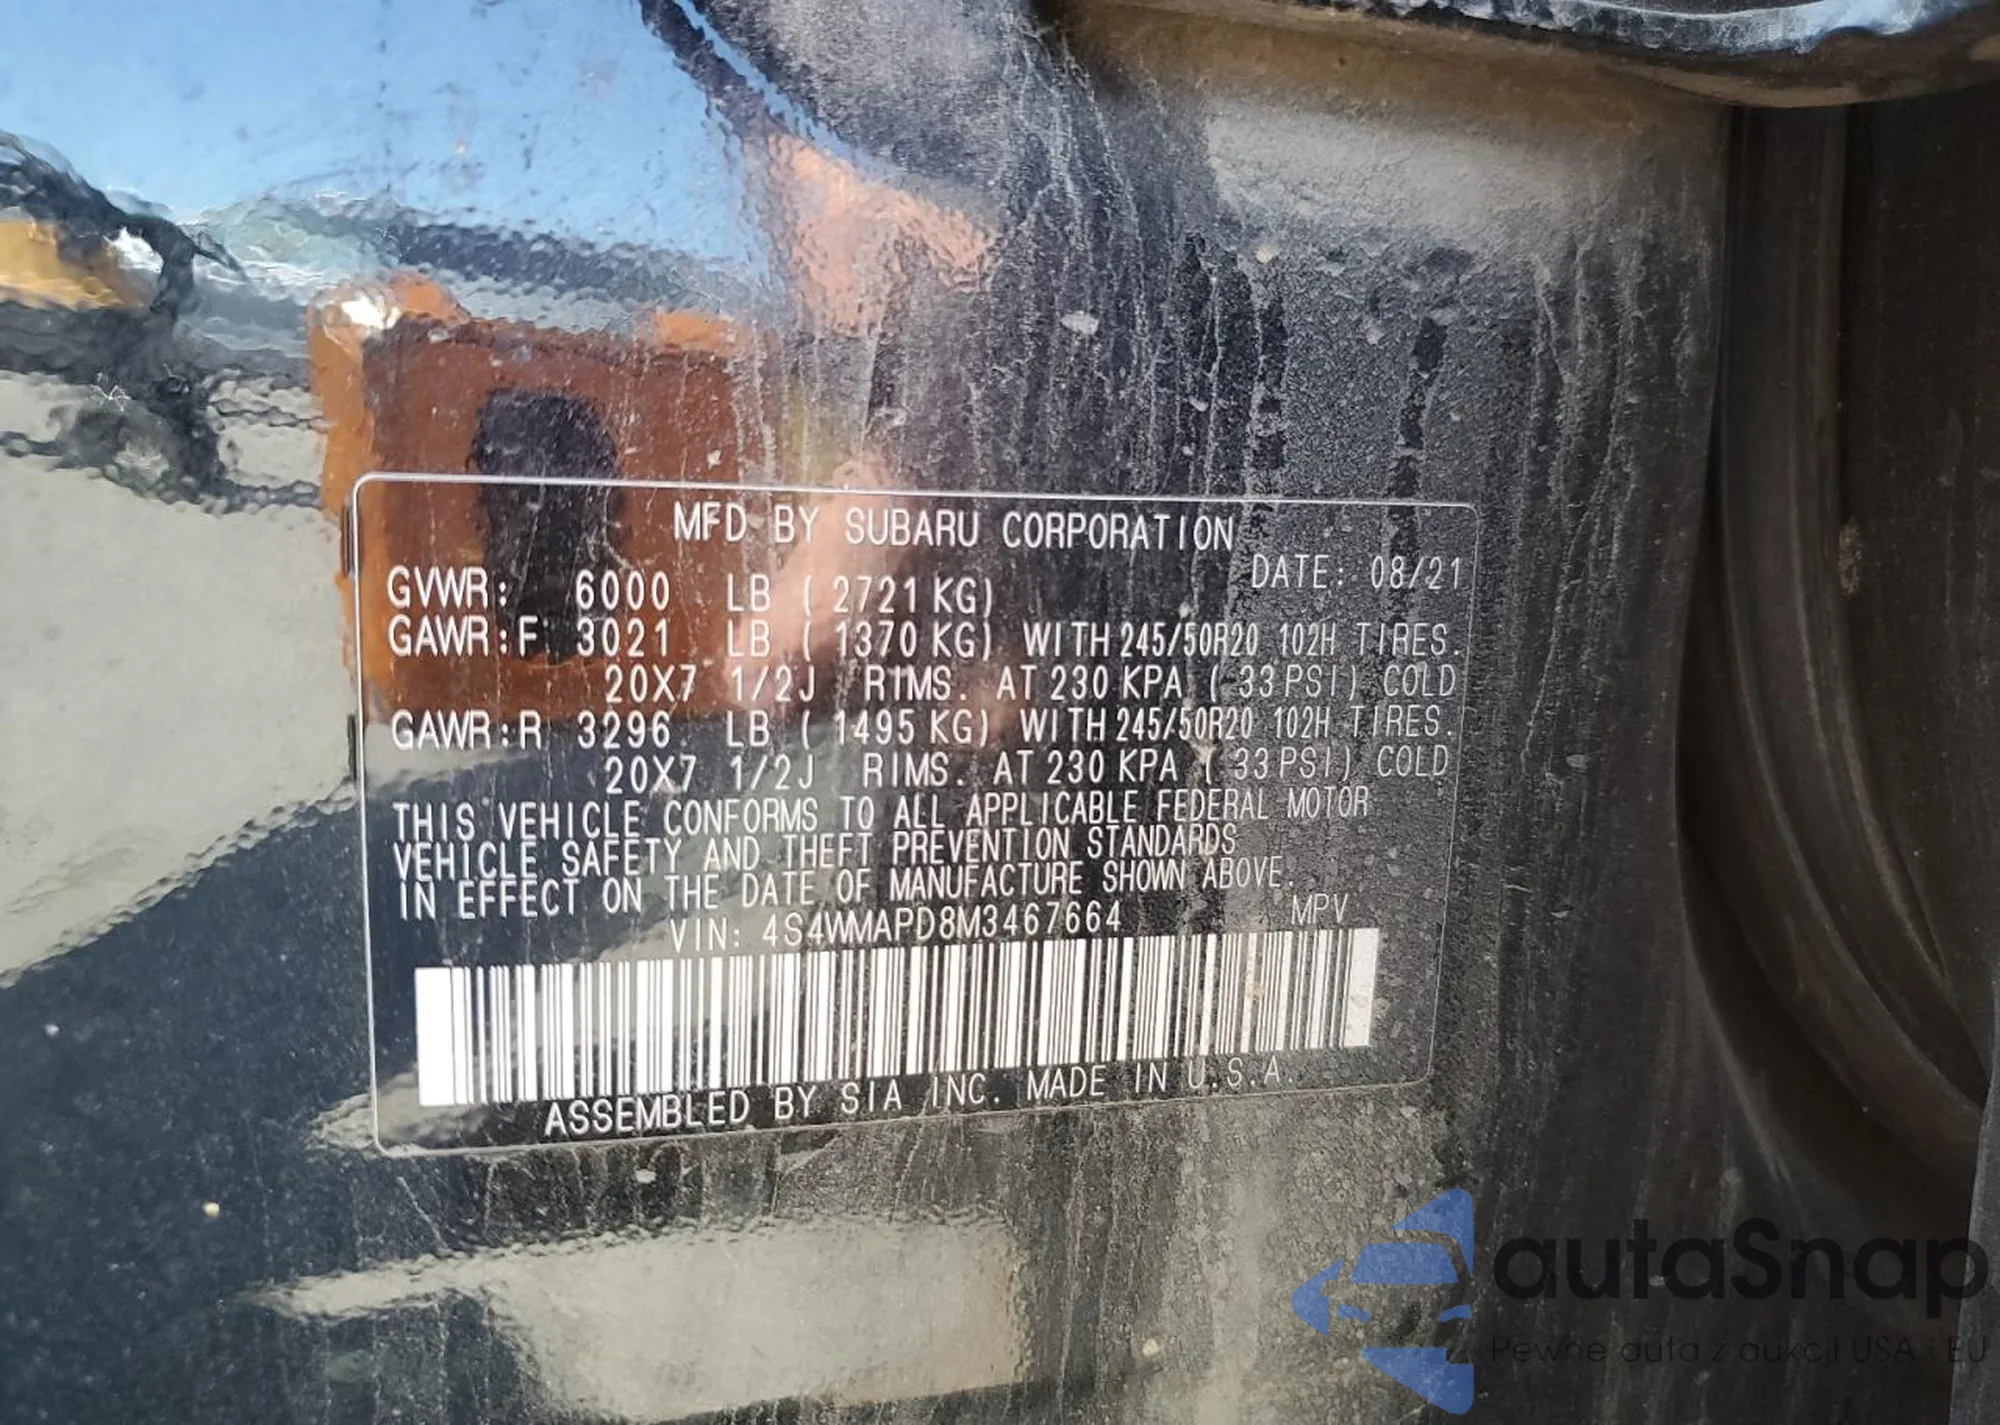 MFD BY SUBARU CORPORATION
DATE: 08/21
GVWR: 6000 LB ( 2721 KG)
GAWR:F 3021 LB ( 1370 KG) WITH 245/50R20 102H TIRES.
20X7 1/2J RIMS. AT 230 KPA ( 33 PSI) COLD
GAWR:R 3296 LB ( 1495 KG) WITH 245/50R20 102H TIRES.
20X7 1/2J RIMS. AT 230 KPA ( 33 PSI) COLD
THIS VEHICLE CONFORMS TO ALL APPLICABLE FEDERAL MOTOR
VEHICLE SAFETY AND THEFT PREVENTION STANDARDS
IN EFFECT ON THE DATE OF MANUFACTURE SHOWN ABOVE.
VIN: 4S4WMAPD8M3467664 MPV
ASSEMBLED BY SIA INC. MADE IN U.S.A.
autaSnap
Pewne auta z aukcji USA i EU